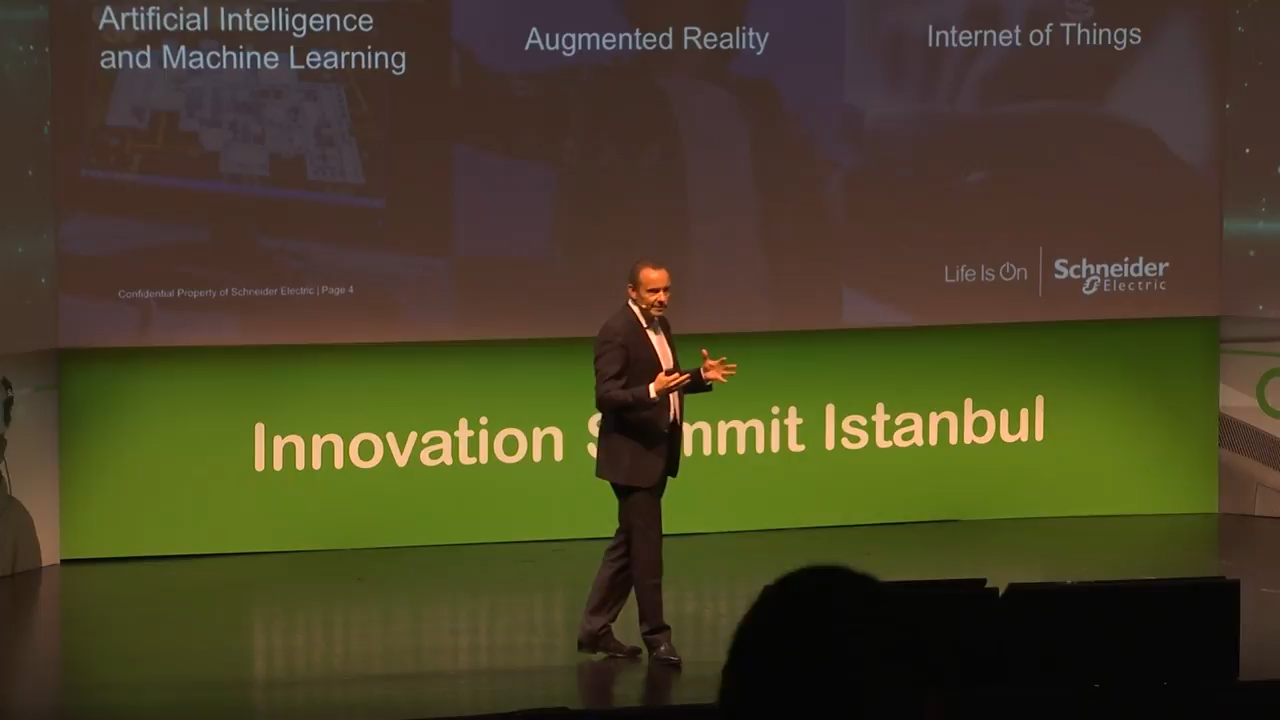 Artificial Intelligence
and Machine Learning
Augmented Reality
Internet of Things
Confidential Property of Schneider Electric | Page 4
Life Is On
Schneider
Electric
Innovation S mmit Istanbul